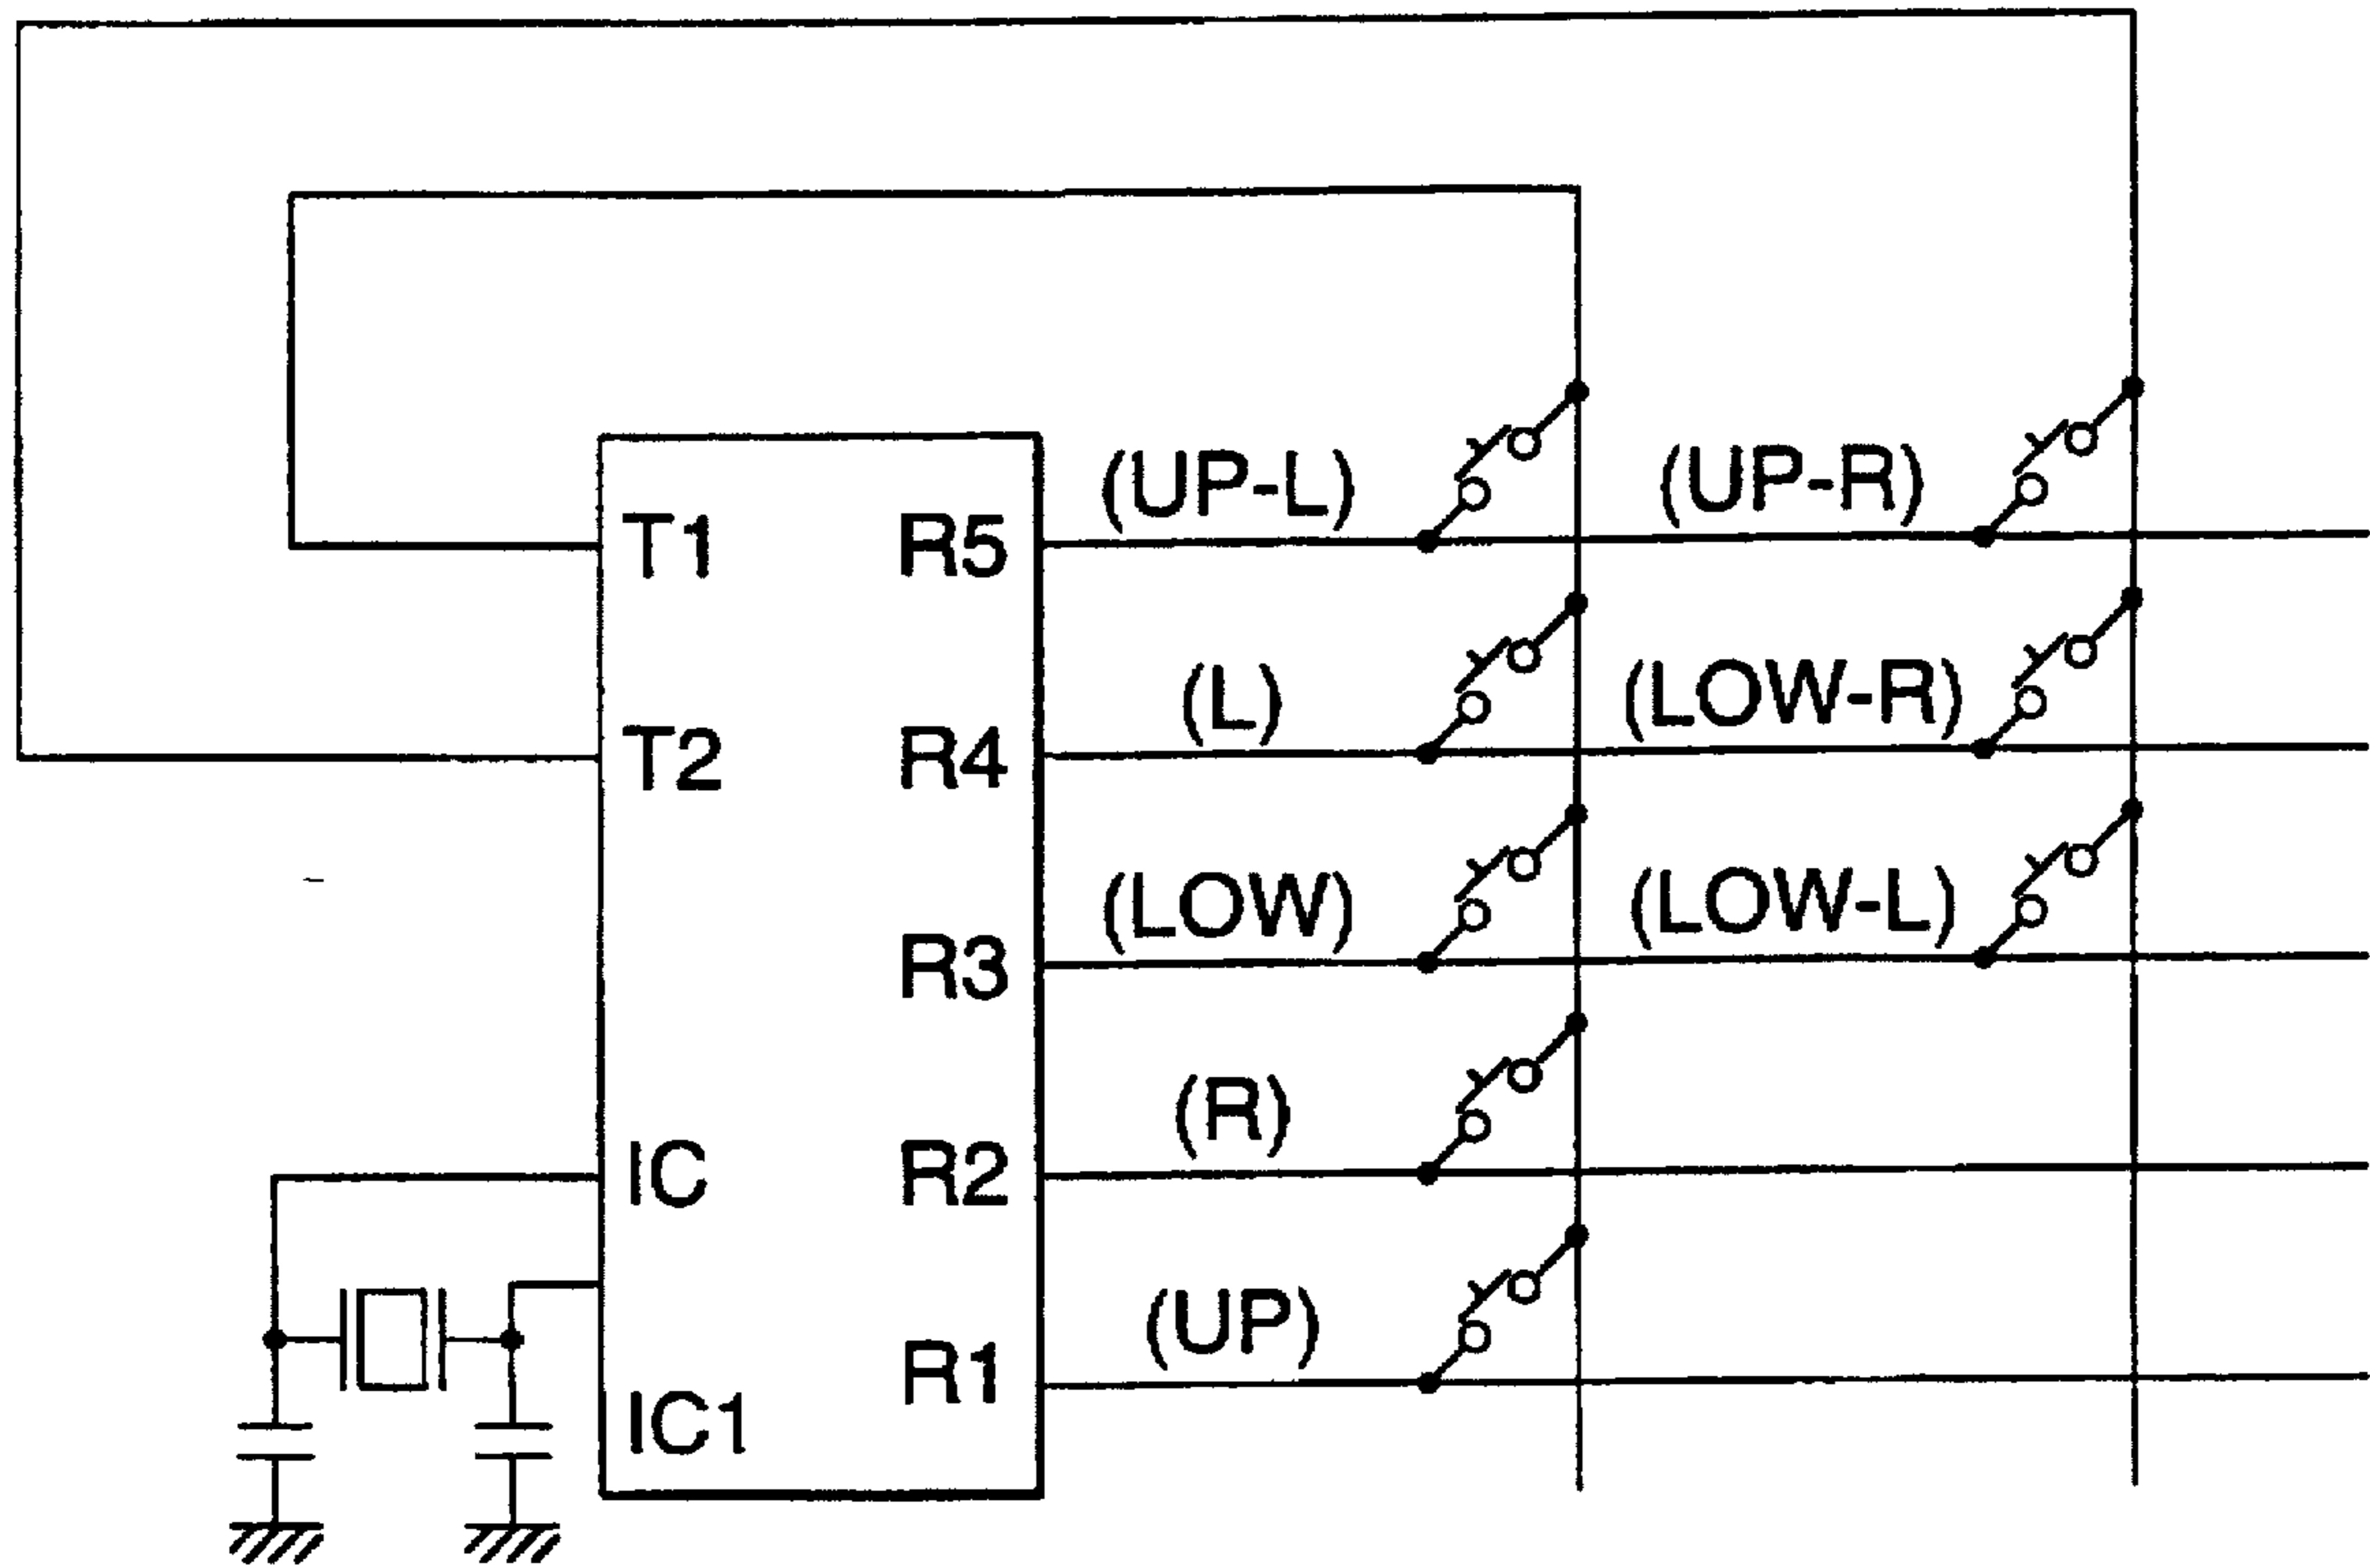 (UP-L)
(UP-R)
T1
R5
(L)
(LOW-R)
T2
R4
(LOW)
(LOW-L)
R3
(R)
IC
R2
(UP)
R1
IC1